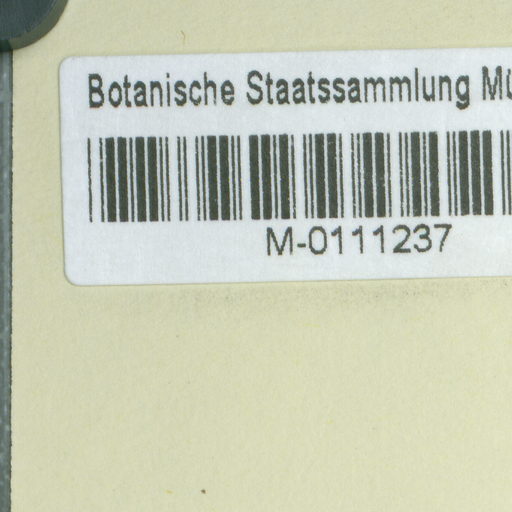 Botanische Staatssammlung Mü
M-0111237